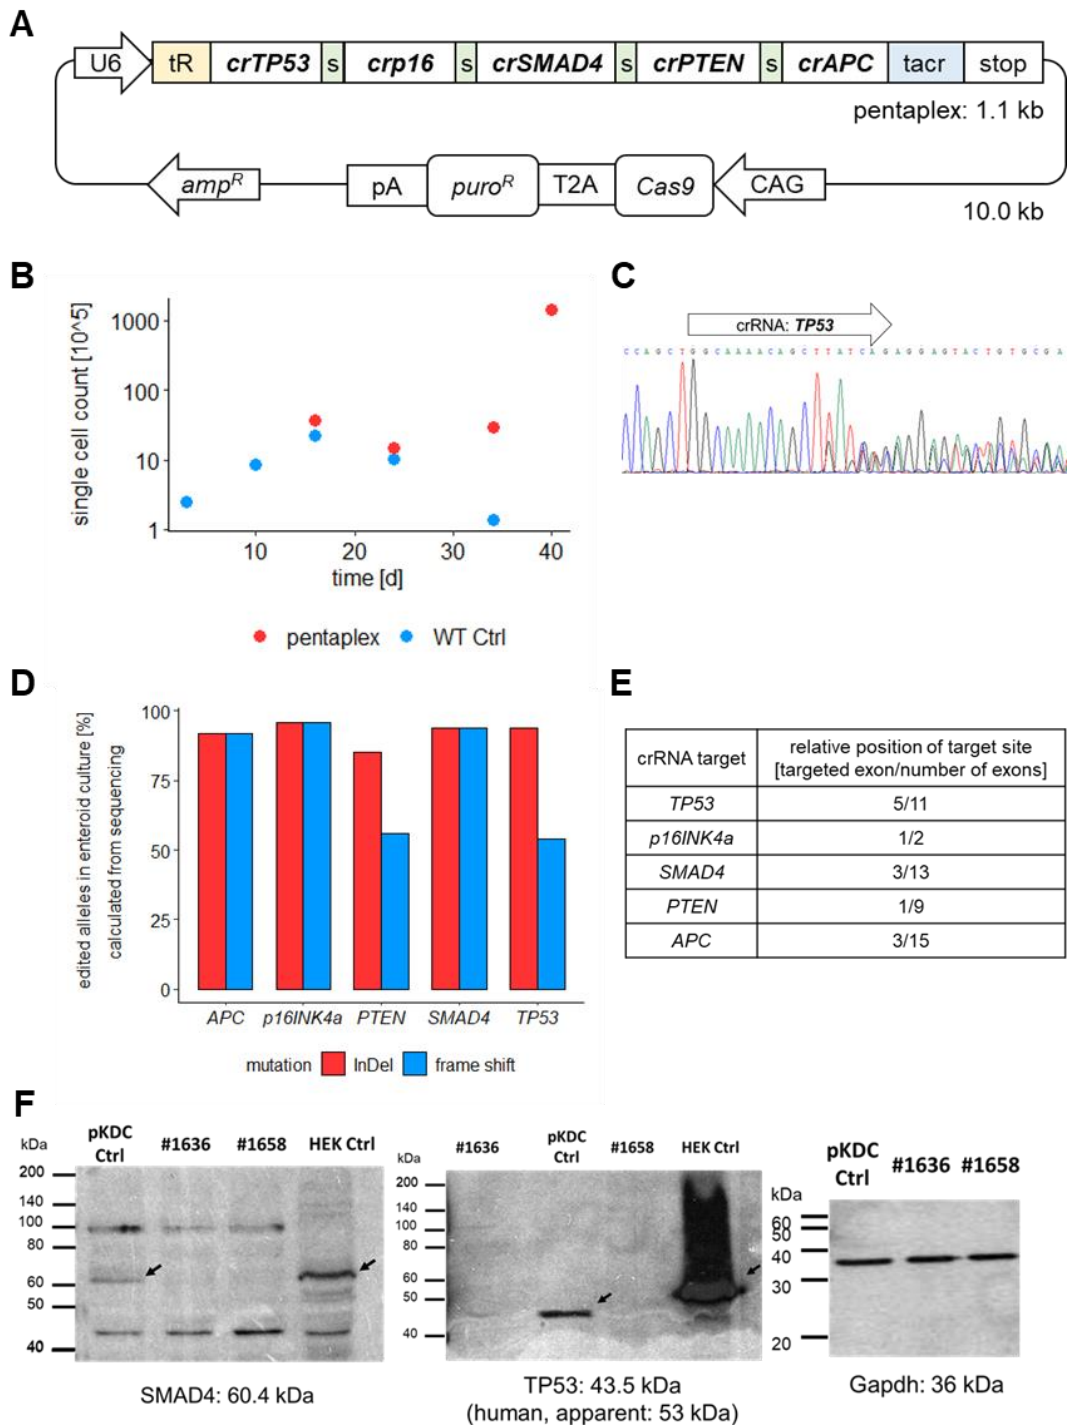 A
U6 tR crTP53 s crp16 s crSMAD4 s crPTEN s crAPC tacr stop
pentaplex: 1.1 kb
ampR pA puroR T2A Cas9 CAG
10.0 kb
B
single cell count [10^5]
1000
100
10
1
10 20 30 40
time [d]
pentaplex WT Ctrl
C
crRNA: TP53
CCAGCTGGCAAAACAGCTTATCAGAGGAGTACTGTGCGA
D
edited alleles in enteroid culture [%]
calculated from sequencing
100
75
50
25
0
APC p16INK4a PTEN SMAD4 TP53
mutation InDel frame shift
E
crRNA target relative position of target site
[targeted exon/number of exons]
TP53 5/11
p16INK4a 1/2
SMAD4 3/13
PTEN 1/9
APC 3/15
F
kDa pKDC Ctrl #1636 #1658 HEK Ctrl
200
140
100
80
60
50
40
SMAD4: 60.4 kDa
kDa #1636 pKDC Ctrl #1658 HEK Ctrl
200
140
100
80
60
50
40
TP53: 43.5 kDa
(human, apparent: 53 kDa)
kDa pKDC Ctrl #1636 #1658
60
50
40
30
20
Gapdh: 36 kDa